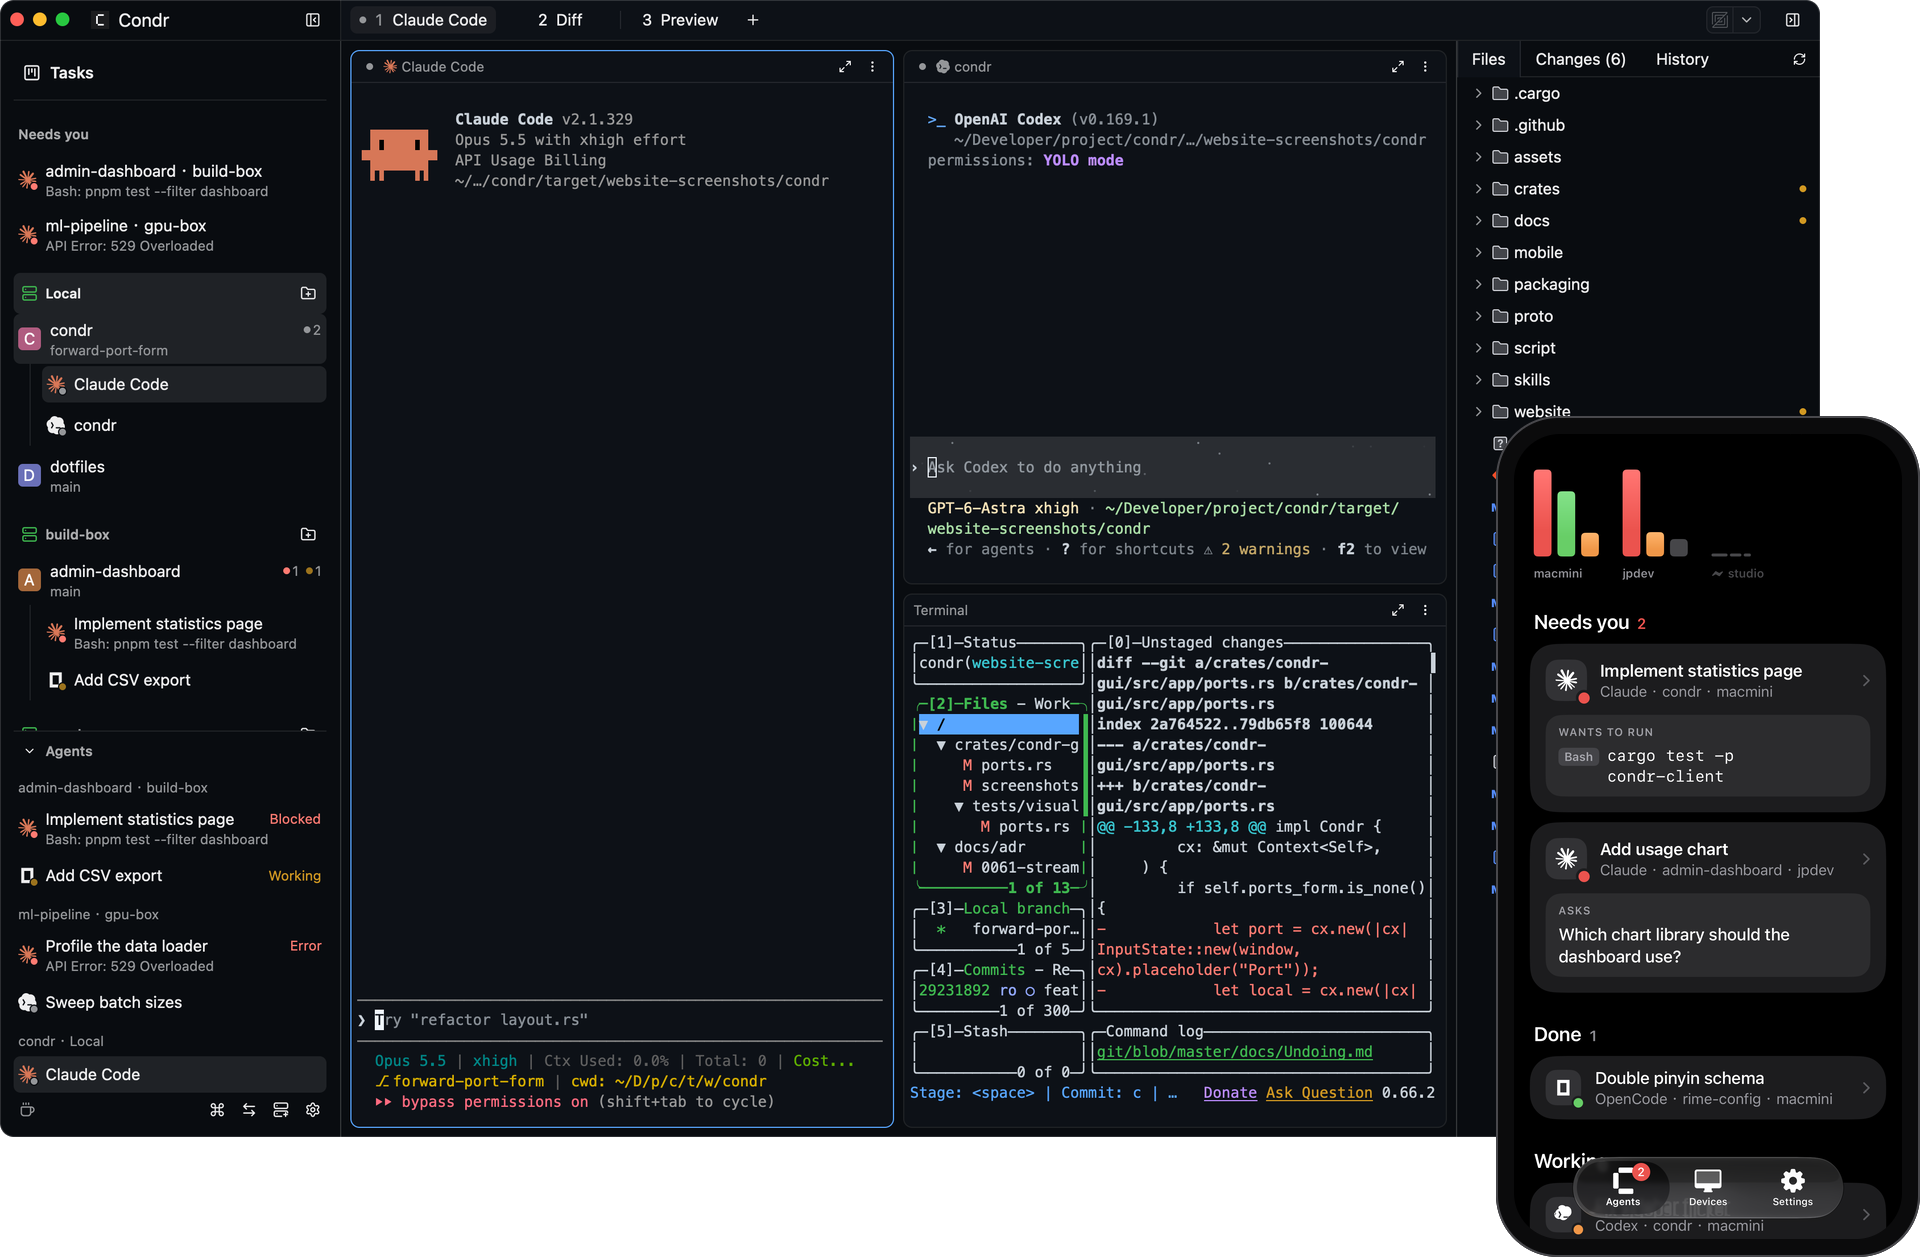 Condr
Tasks
Needs you
admin-dashboard · build-box
Bash: pnpm test --filter dashboard
ml-pipeline · gpu-box
API Error: 529 Overloaded
Local
C
condr
2
forward-port-form
Claude Code
condr
D
dotfiles
main
build-box
A
admin-dashboard
1 1
main
Implement statistics page
Bash: pnpm test --filter dashboard
Add CSV export
Agents
admin-dashboard · build-box
Implement statistics page
Blocked
Bash: pnpm test --filter dashboard
Add CSV export
Working
ml-pipeline · gpu-box
Profile the data loader
Error
API Error: 529 Overloaded
Sweep batch sizes
condr · Local
Claude Code
1 Claude Code
2 Diff
3 Preview
Claude Code
Claude Code v2.1.329
Opus 5.5 with xhigh effort
API Usage Billing
~/…/condr/target/website-screenshots/condr
❯ Try "refactor layout.rs"
Opus 5.5 | xhigh | Ctx Used: 0.0% | Total: 0 | Cost...
forward-port-form | cwd: ~/D/p/c/t/w/condr
bypass permissions on (shift+tab to cycle)
condr
>_ OpenAI Codex (v0.169.1)
~/Developer/project/condr/…/website-screenshots/condr
permissions: YOLO mode
› Ask Codex to do anything
GPT-6-Astra xhigh · ~/Developer/project/condr/target/
website-screenshots/condr
← for agents · ? for shortcuts ⚠ 2 warnings · f2 to view
Terminal
[1]-Status
condr(website-scre
[2]-Files - Work
▼ /
▼ crates/condr-g
M ports.rs
M screenshots
▼ tests/visual
M ports.rs
▼ docs/adr
M 0061-stream
1 of 13
[3]-Local branch
* forward-por…
1 of 5
[4]-Commits - Re
29231892 ro ○ feat
1 of 300
[5]-Stash
0 of 0
[0]-Unstaged changes
diff --git a/crates/condr-
gui/src/app/ports.rs b/crates/condr-
gui/src/app/ports.rs
index 2a764522..79db65f8 100644
--- a/crates/condr-
gui/src/app/ports.rs
+++ b/crates/condr-
gui/src/app/ports.rs
@@ -133,8 +133,8 @@ impl Condr {
cx: &mut Context<Self>,
) {
if self.ports_form.is_none()
{
- let port = cx.new(|cx|
InputState::new(window,
cx).placeholder("Port"));
- let local = cx.new(|cx|
Command log
git/blob/master/docs/Undoing.md
Stage: <space> | Commit: c | … Donate Ask Question 0.66.2
Files
Changes (6)
History
.cargo
.github
assets
crates
docs
mobile
packaging
proto
script
skills
website
macmini
jpdev
studio
Needs you 2
Implement statistics page
Claude · condr · macmini
WANTS TO RUN
Bash cargo test -p
condr-client
Add usage chart
Claude · admin-dashboard · jpdev
ASKS
Which chart library should the
dashboard use?
Done 1
Double pinyin schema
OpenCode · rime-config · macmini
2
Agents
Devices
Settings
Codex · condr · macmini